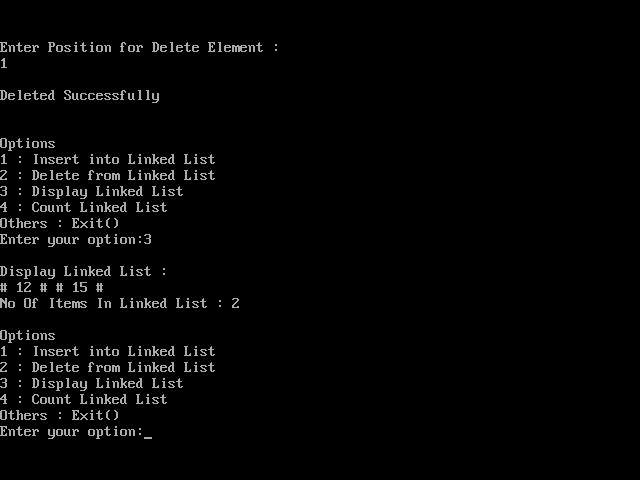 Enter Position for Delete Element :
1
Deleted Successfully
Options
1 : Insert into Linked List
2 : Delete from Linked List
3 : Display Linked List
4 : Count Linked List
Others : Exit()
Enter your option:3
Display Linked List :
# 12 # # 15 #
No Of Items In Linked List : 2
Options
1 : Insert into Linked List
2 : Delete from Linked List
3 : Display Linked List
4 : Count Linked List
Others : Exit()
Enter your option:_